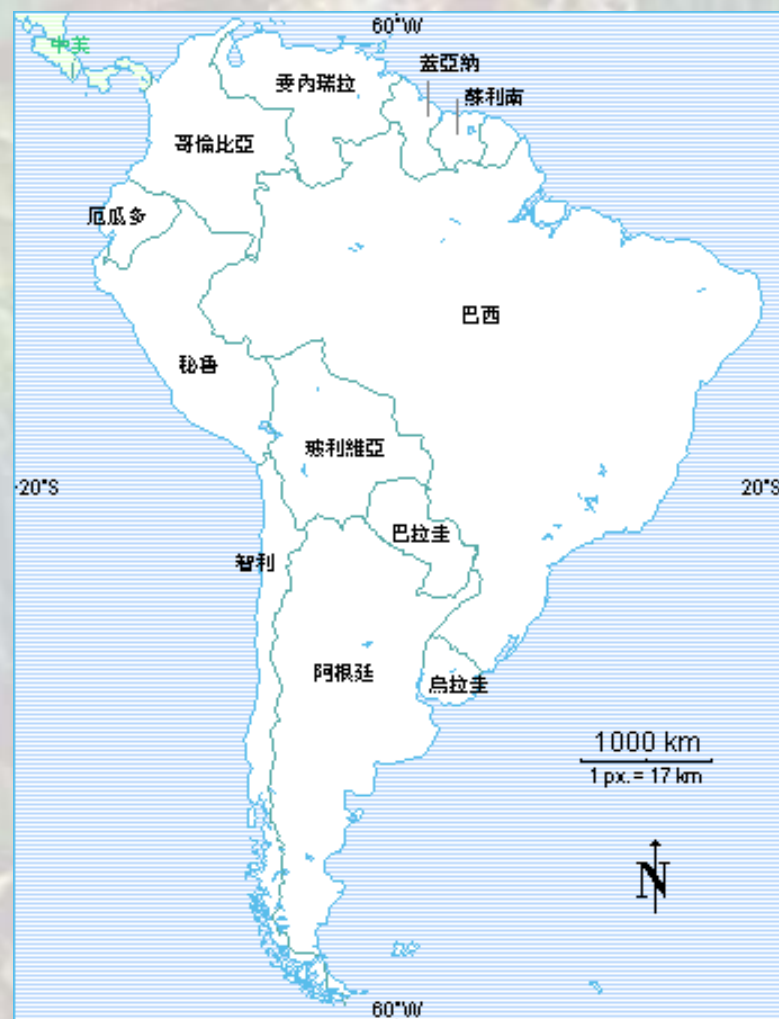 60°W
中美
委內瑞拉
蓋亞納
蘇利南
哥倫比亞
厄瓜多
巴西
秘魯
玻利維亞
20°S
20°S
巴拉圭
智利
阿根廷
烏拉圭
1000 km
1 px. = 17 km
N
60°W